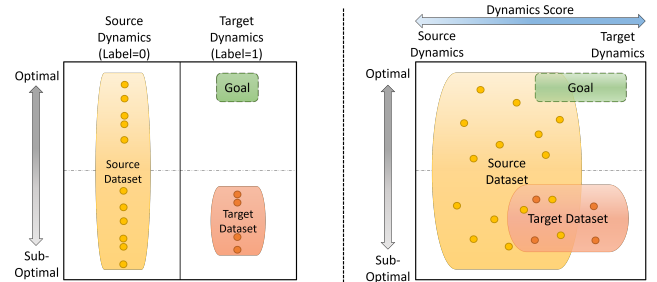 Source
Dynamics
(Label=0)
Target
Dynamics
(Label=1)
Optimal
Goal
Source
Dataset
Target
Dataset
Sub-
Optimal
Dynamics Score
Source
Dynamics
Target
Dynamics
Optimal
Goal
Source
Dataset
Target Dataset
Sub-
Optimal